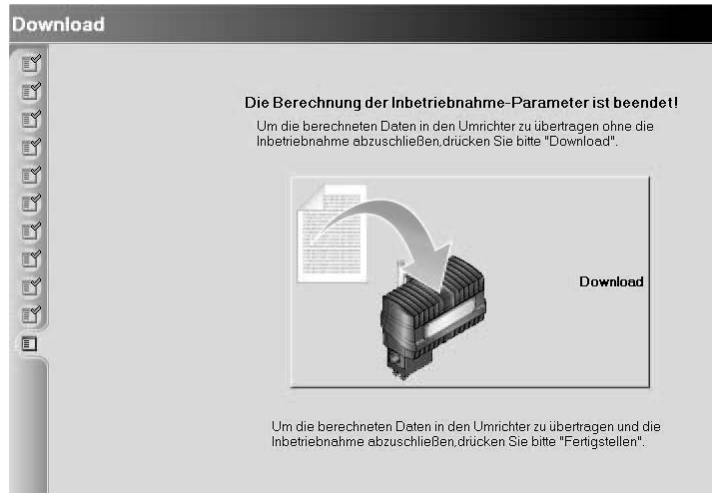 Download
Die Berechnung der Inbetriebnahme-Parameter ist beendet!
Um die berechneten Daten in den Umrichter zu übertragen ohne die
Inbetriebnahme abzuschließen,drücken Sie bitte "Download".
Download
Um die berechneten Daten in den Umrichter zu übertragen und die
Inbetriebnahme abzuschließen,drücken Sie bitte "Fertigstellen".